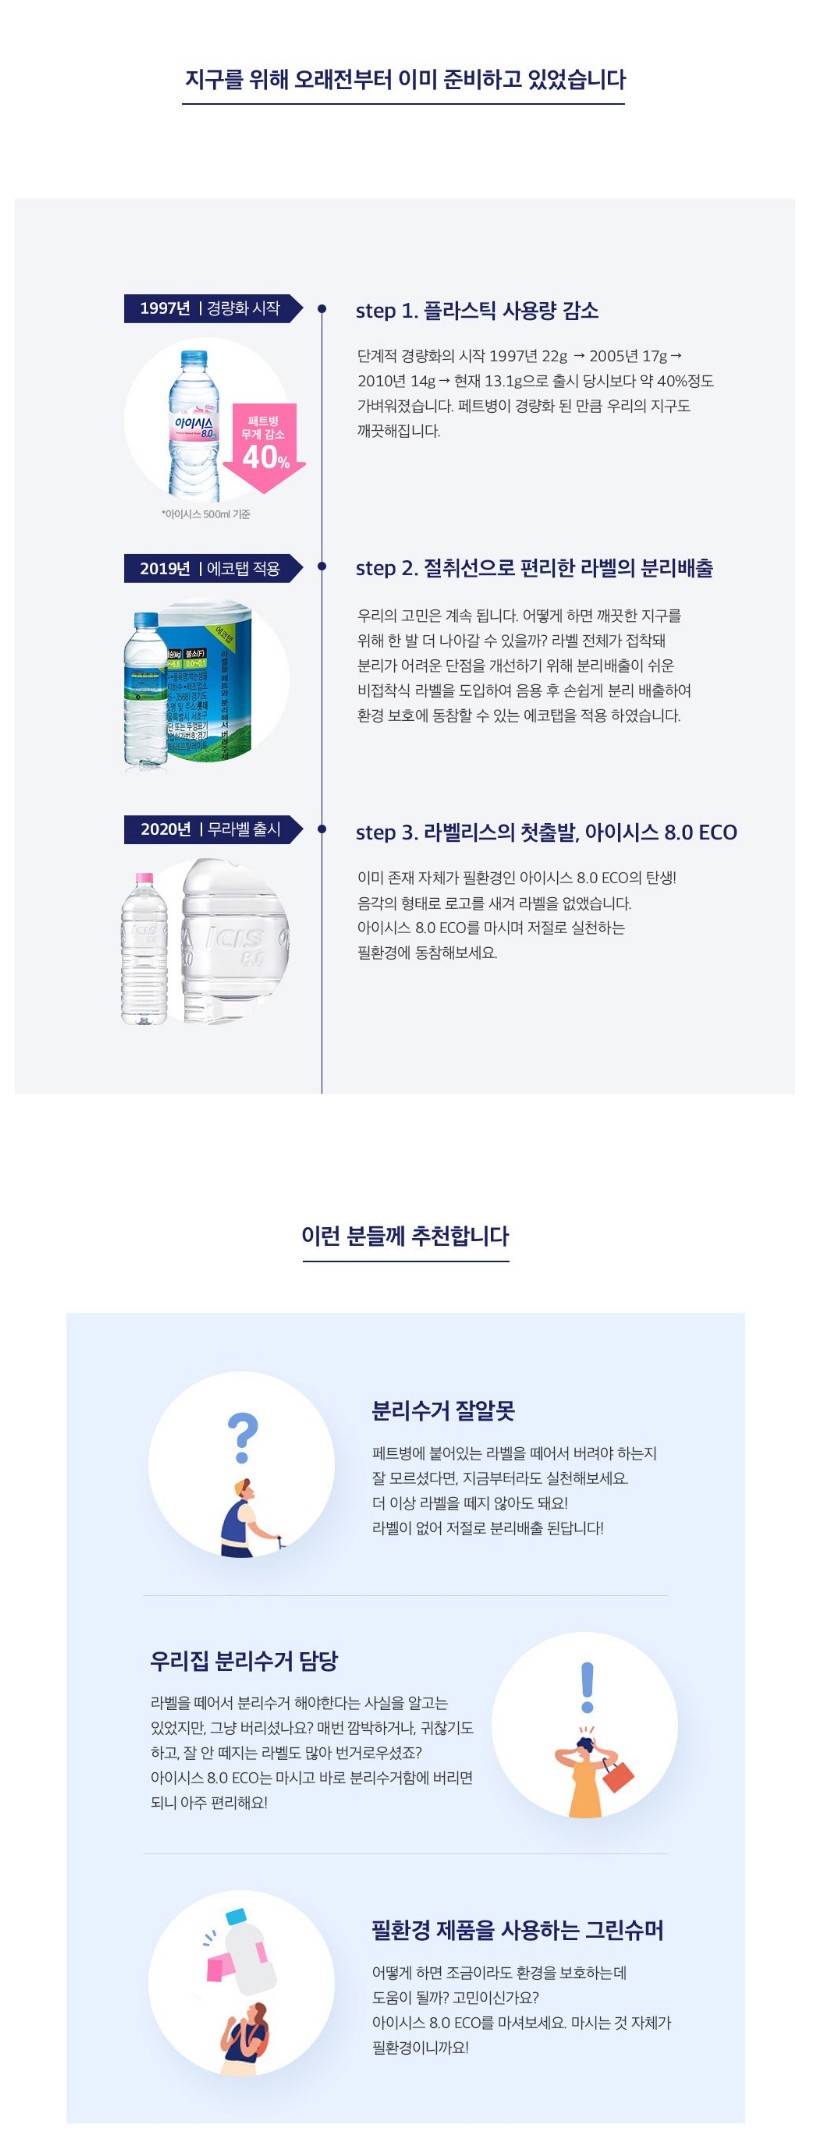 지구를 위해 오래전부터 이미 준비하고 있었습니다
1997년 | 경량화 시작
step 1. 플라스틱 사용량 감소
단계적 경량화의 시작 1997년 22g → 2005년 17g →
2010년 14g → 현재 13.1g으로 출시 당시보다 약 40%정도
가벼워졌습니다. 페트병이 경량화 된 만큼 우리의 지구도
깨끗해집니다.
아이시스
8.0
페트병
무게 감소
40%
*아이시스 500ml 기준
2019년 | 에코탭 적용
step 2. 절취선으로 편리한 라벨의 분리배출
우리의 고민은 계속 됩니다. 어떻게 하면 깨끗한 지구를
위해 한 발 더 나아갈 수 있을까? 라벨 전체가 접착돼
분리가 어려운 단점을 개선하기 위해 분리배출이 쉬운
비접착식 라벨을 도입하여 음용 후 손쉽게 분리 배출하여
환경 보호에 동참할 수 있는 에코탭을 적용 하였습니다.
에코탭
불소(F)
라벨을 페트와 분리해서 버려주세
2020년 | 무라벨 출시
step 3. 라벨리스의 첫출발, 아이시스 8.0 ECO
이미 존재 자체가 필환경인 아이시스 8.0 ECO의 탄생!
음각의 형태로 로고를 새겨 라벨을 없앴습니다.
아이시스 8.0 ECO를 마시며 저절로 실천하는
필환경에 동참해보세요.
icis
8.0
이런 분들께 추천합니다
분리수거 잘알못
페트병에 붙어있는 라벨을 떼어서 버려야 하는지
잘 모르셨다면, 지금부터라도 실천해보세요.
더 이상 라벨을 떼지 않아도 돼요!
라벨이 없어 저절로 분리배출 된답니다!
우리집 분리수거 담당
라벨을 떼어서 분리수거 해야한다는 사실을 알고는
있었지만, 그냥 버리셨나요? 매번 깜박하거나, 귀찮기도
하고, 잘 안 떼지는 라벨도 많아 번거로우셨죠?
아이시스 8.0 ECO는 마시고 바로 분리수거함에 버리면
되니 아주 편리해요!
필환경 제품을 사용하는 그린슈머
어떻게 하면 조금이라도 환경을 보호하는데
도움이 될까? 고민이신가요?
아이시스 8.0 ECO를 마셔보세요. 마시는 것 자체가
필환경이니까요!